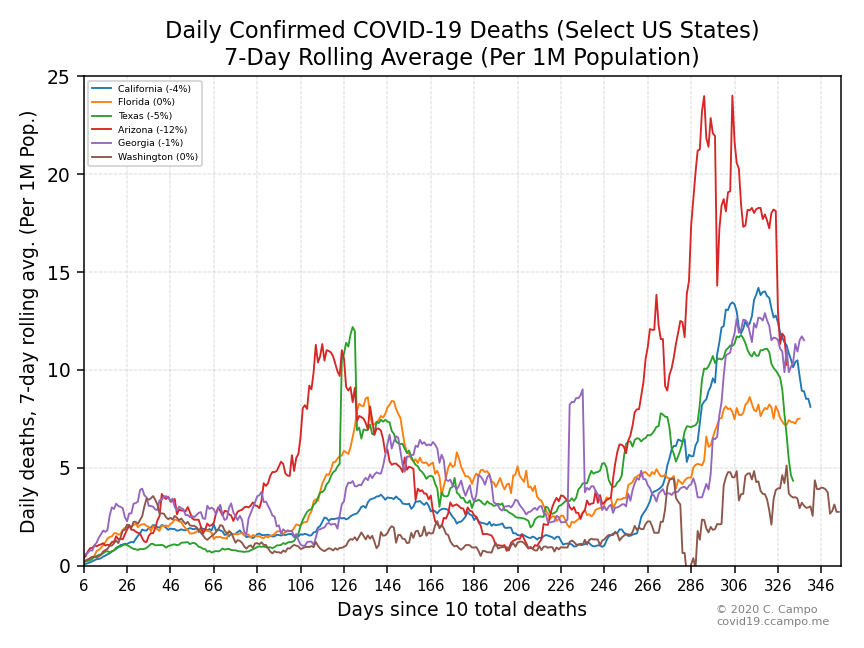 Daily Confirmed COVID-19 Deaths (Select US States)
7-Day Rolling Average (Per 1M Population)
Daily deaths, 7-day rolling avg. (Per 1M Pop.)
25
20
15
10
5
0
California (-4%)
Florida (0%)
Texas (-5%)
Arizona (-12%)
Georgia (-1%)
Washington (0%)
6 26 46 66 86 106 126 146 166 186 206 226 246 266 286 306 326 346
Days since 10 total deaths
© 2020 C. Campo
covid19.ccampo.me